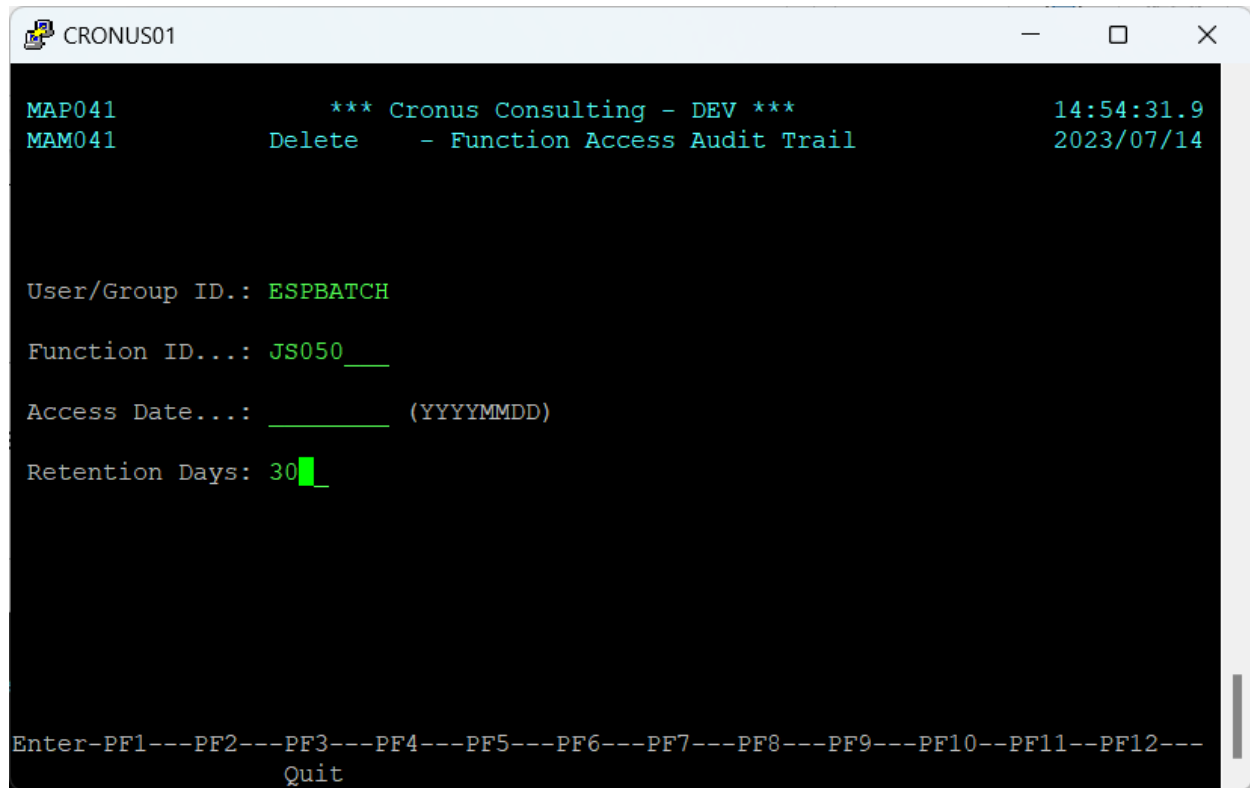 CRONUS01
MAP041 *** Cronus Consulting - DEV *** 14:54:31.9
MAM041 Delete - Function Access Audit Trail 2023/07/14
User/Group ID.: ESPBATCH
Function ID...: JS050___
Access Date...: ________ (YYYYMMDD)
Retention Days: 30 _
Enter-PF1---PF2---PF3---PF4---PF5---PF6---PF7---PF8---PF9---PF10--PF11--PF12---
Quit